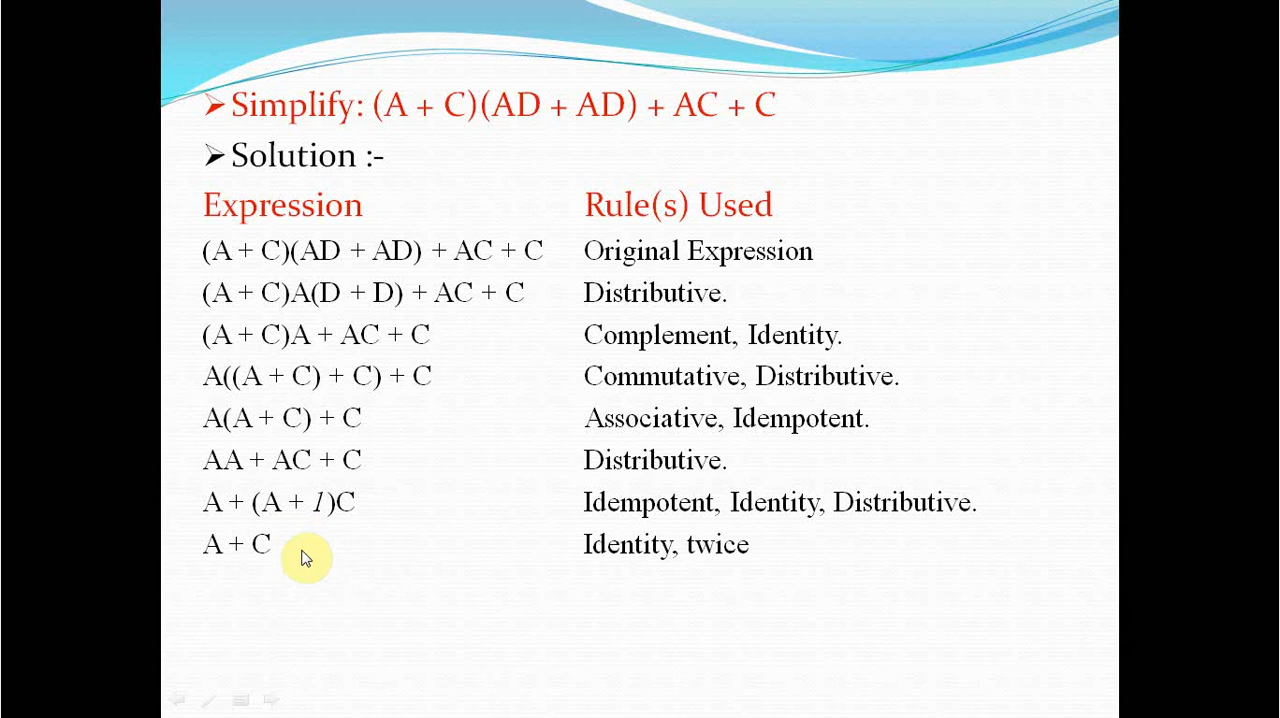 Simplify: (A + C)(AD + AD) + AC + C
Solution :-
Expression Rule(s) Used
(A + C)(AD + AD) + AC + C Original Expression
(A + C)A(D + D) + AC + C Distributive.
(A + C)A + AC + C Complement, Identity.
A((A + C) + C) + C Commutative, Distributive.
A(A + C) + C Associative, Idempotent.
AA + AC + C Distributive.
A + (A + 1)C Idempotent, Identity, Distributive.
A + C Identity, twice